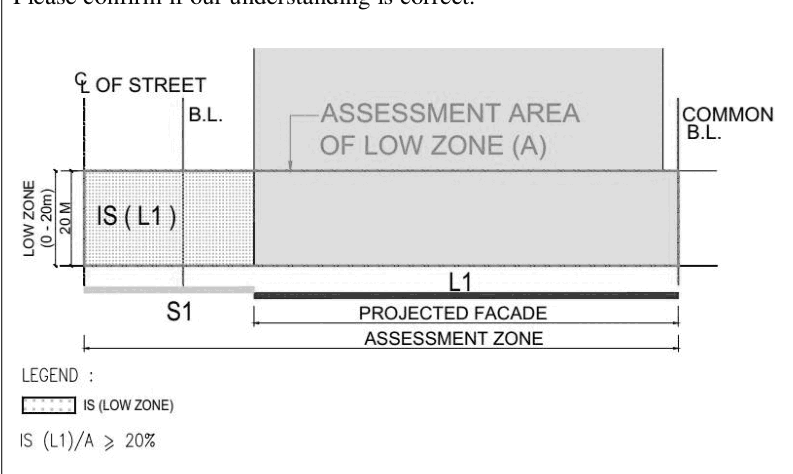 Please confirm if our understanding is correct.
℄ OF STREET
B.L.
ASSESSMENT AREA
OF LOW ZONE (A)
COMMON
B.L.
LOW ZONE
(0 - 20m)
20 M
IS ( L1 )
L1
S1
PROJECTED FACADE
ASSESSMENT ZONE
LEGEND :
IS (LOW ZONE)
IS (L1)/A ⩾ 20%